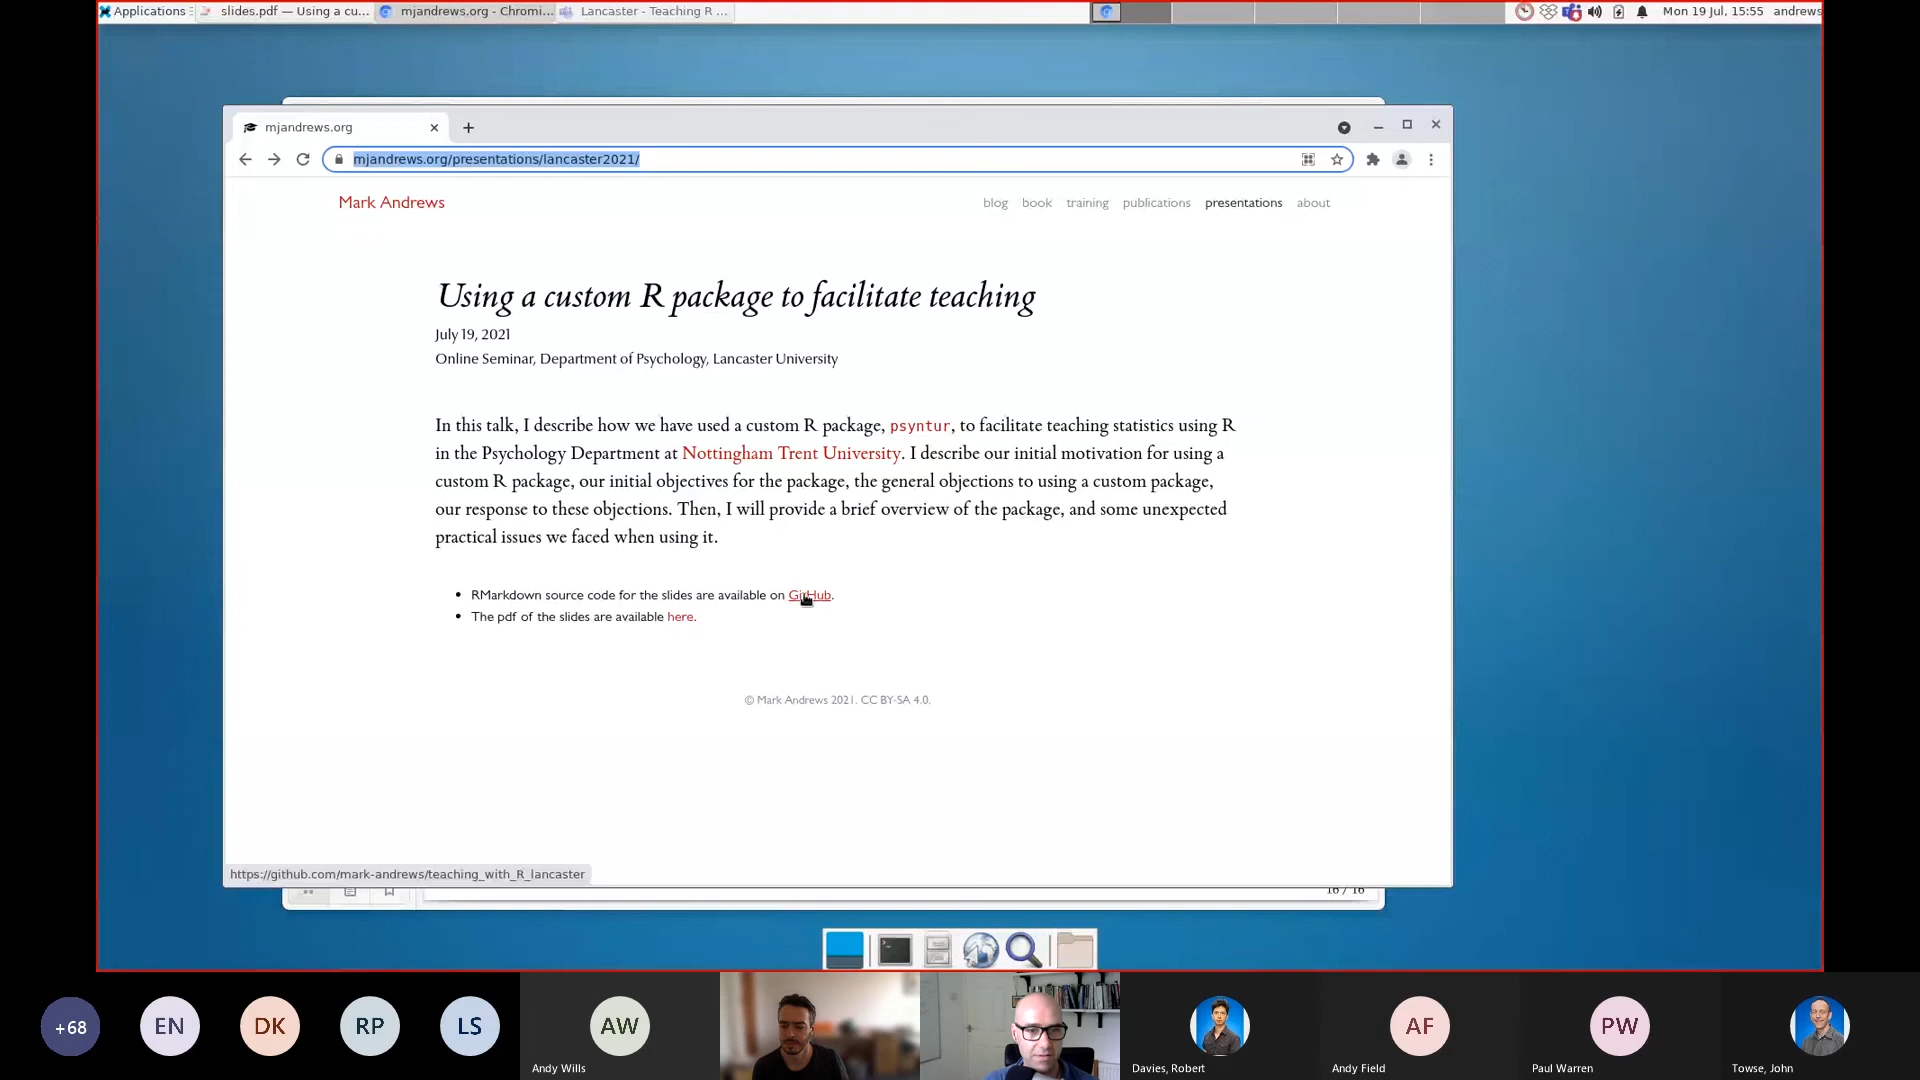 Applications
slides.pdf — Using a cu...
mjandrews.org - Chromi...
Lancaster - Teaching R ...
Mon 19 Jul, 15:55
andrews
mjandrews.org
mjandrews.org/presentations/lancaster2021/
Mark Andrews
blog book training publications presentations about
Using a custom R package to facilitate teaching
July 19, 2021
Online Seminar, Department of Psychology, Lancaster University
In this talk, I describe how we have used a custom R package, psyntur, to facilitate teaching statistics using R
in the Psychology Department at Nottingham Trent University. I describe our initial motivation for using a
custom R package, our initial objectives for the package, the general objections to using a custom package,
our response to these objections. Then, I will provide a brief overview of the package, and some unexpected
practical issues we faced when using it.
RMarkdown source code for the slides are available on GitHub.
The pdf of the slides are available here.
© Mark Andrews 2021. CC BY-SA 4.0.
https://github.com/mark-andrews/teaching_with_R_lancaster
16 / 16
+68
EN
DK
RP
LS
AW
AF
PW
Andy Wills
Davies, Robert
Andy Field
Paul Warren
Towse, John